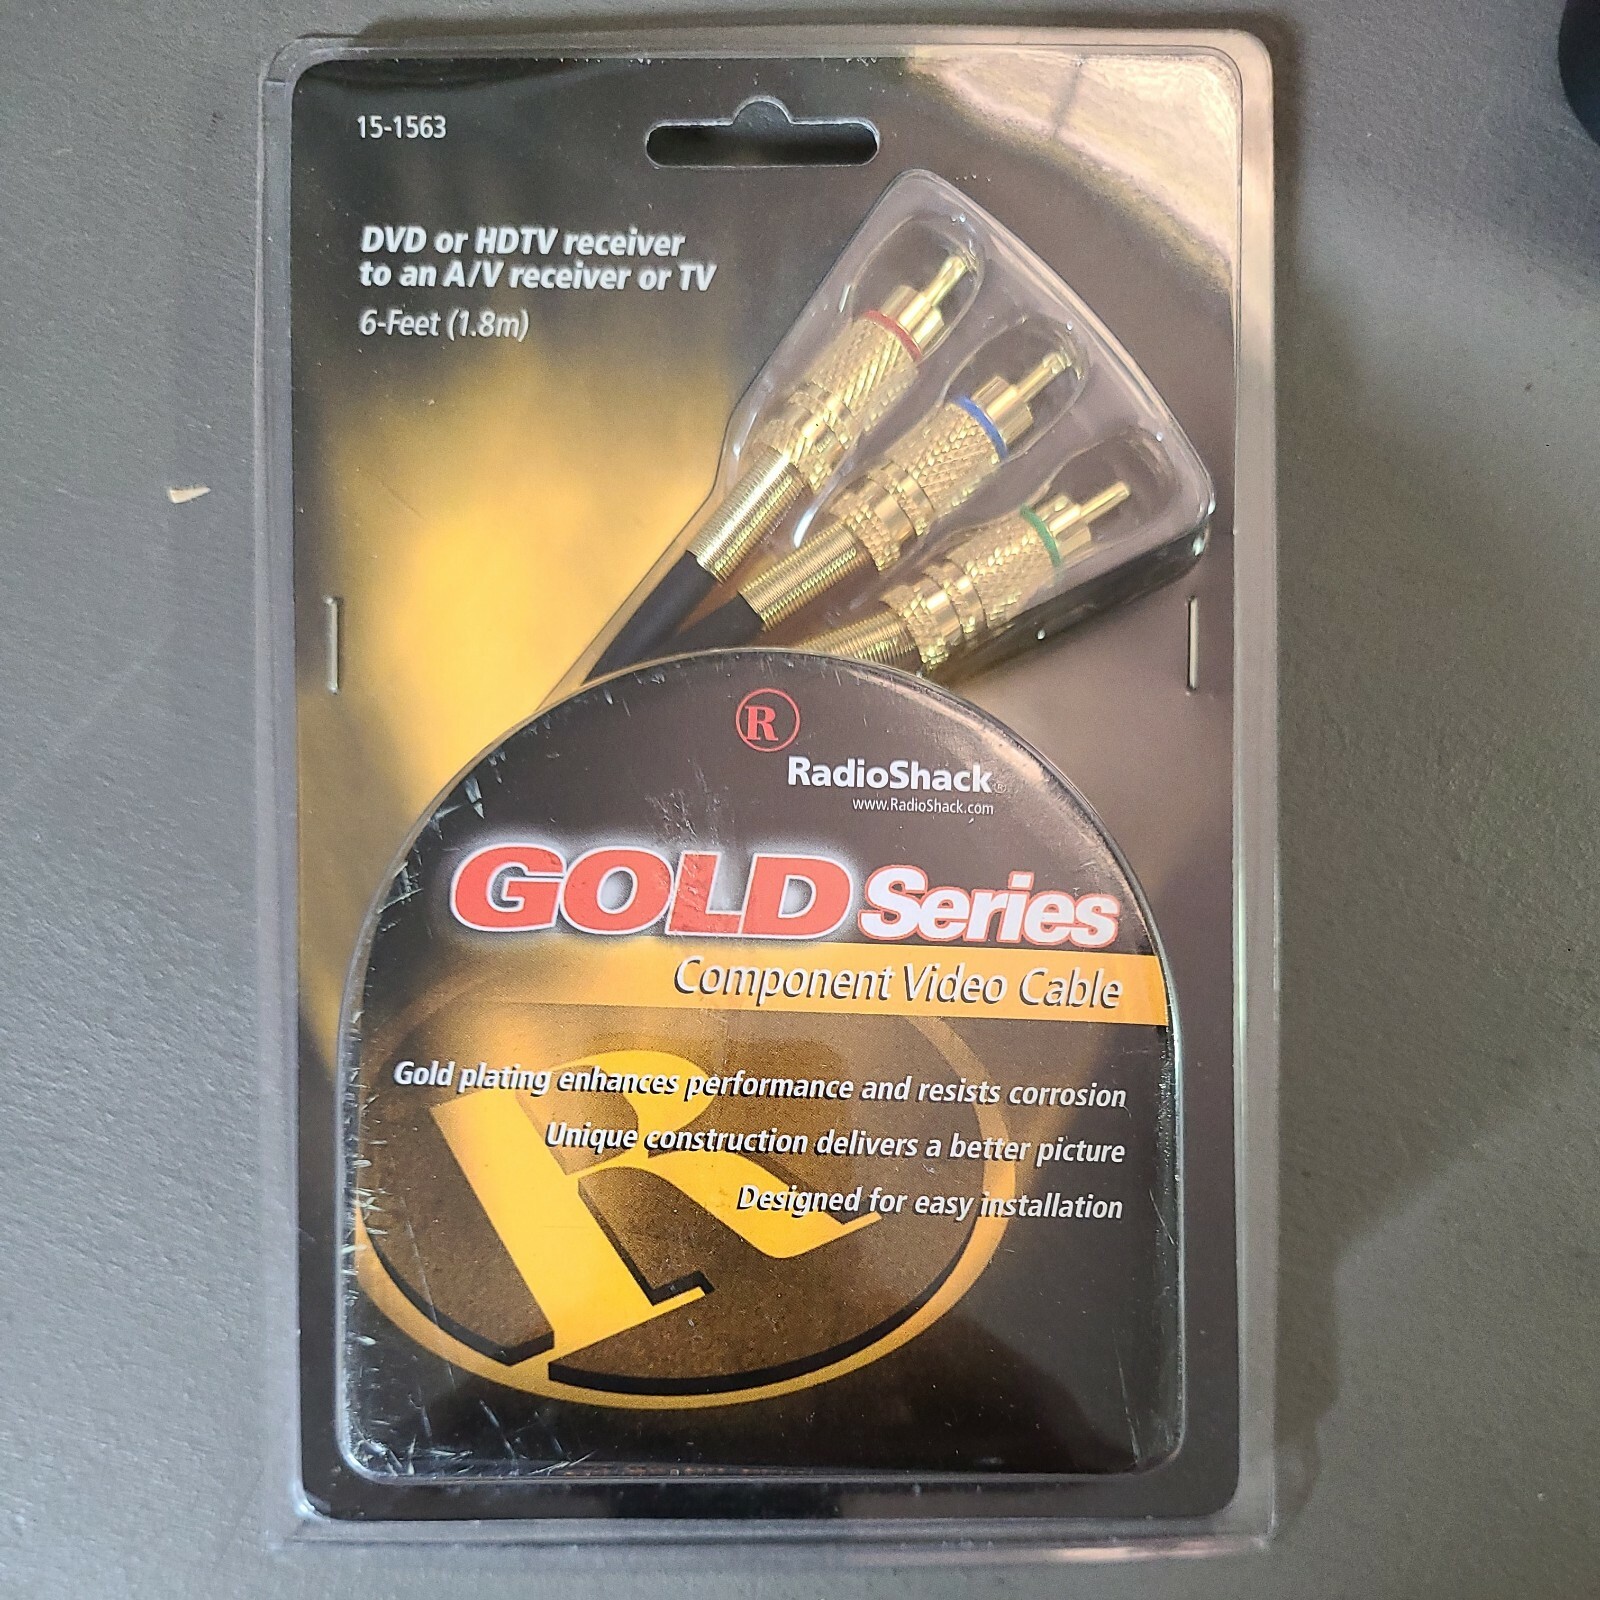 15-1563
DVD or HDTV receiver
to an A/V receiver or TV
6-Feet (1.8m)
R
RadioShack®
www.RadioShack.com
GOLD Series
Component Video Cable
Gold plating enhances performance and resists corrosion
Unique construction delivers a better picture
Designed for easy installation
R